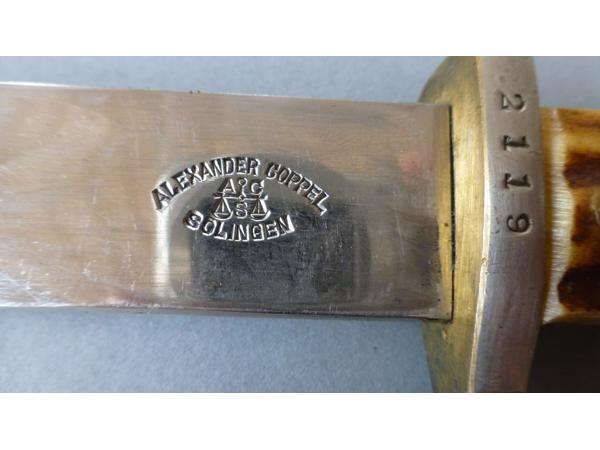 ALEXANDER COPPEL
A C
S
SOLINGEN
2119